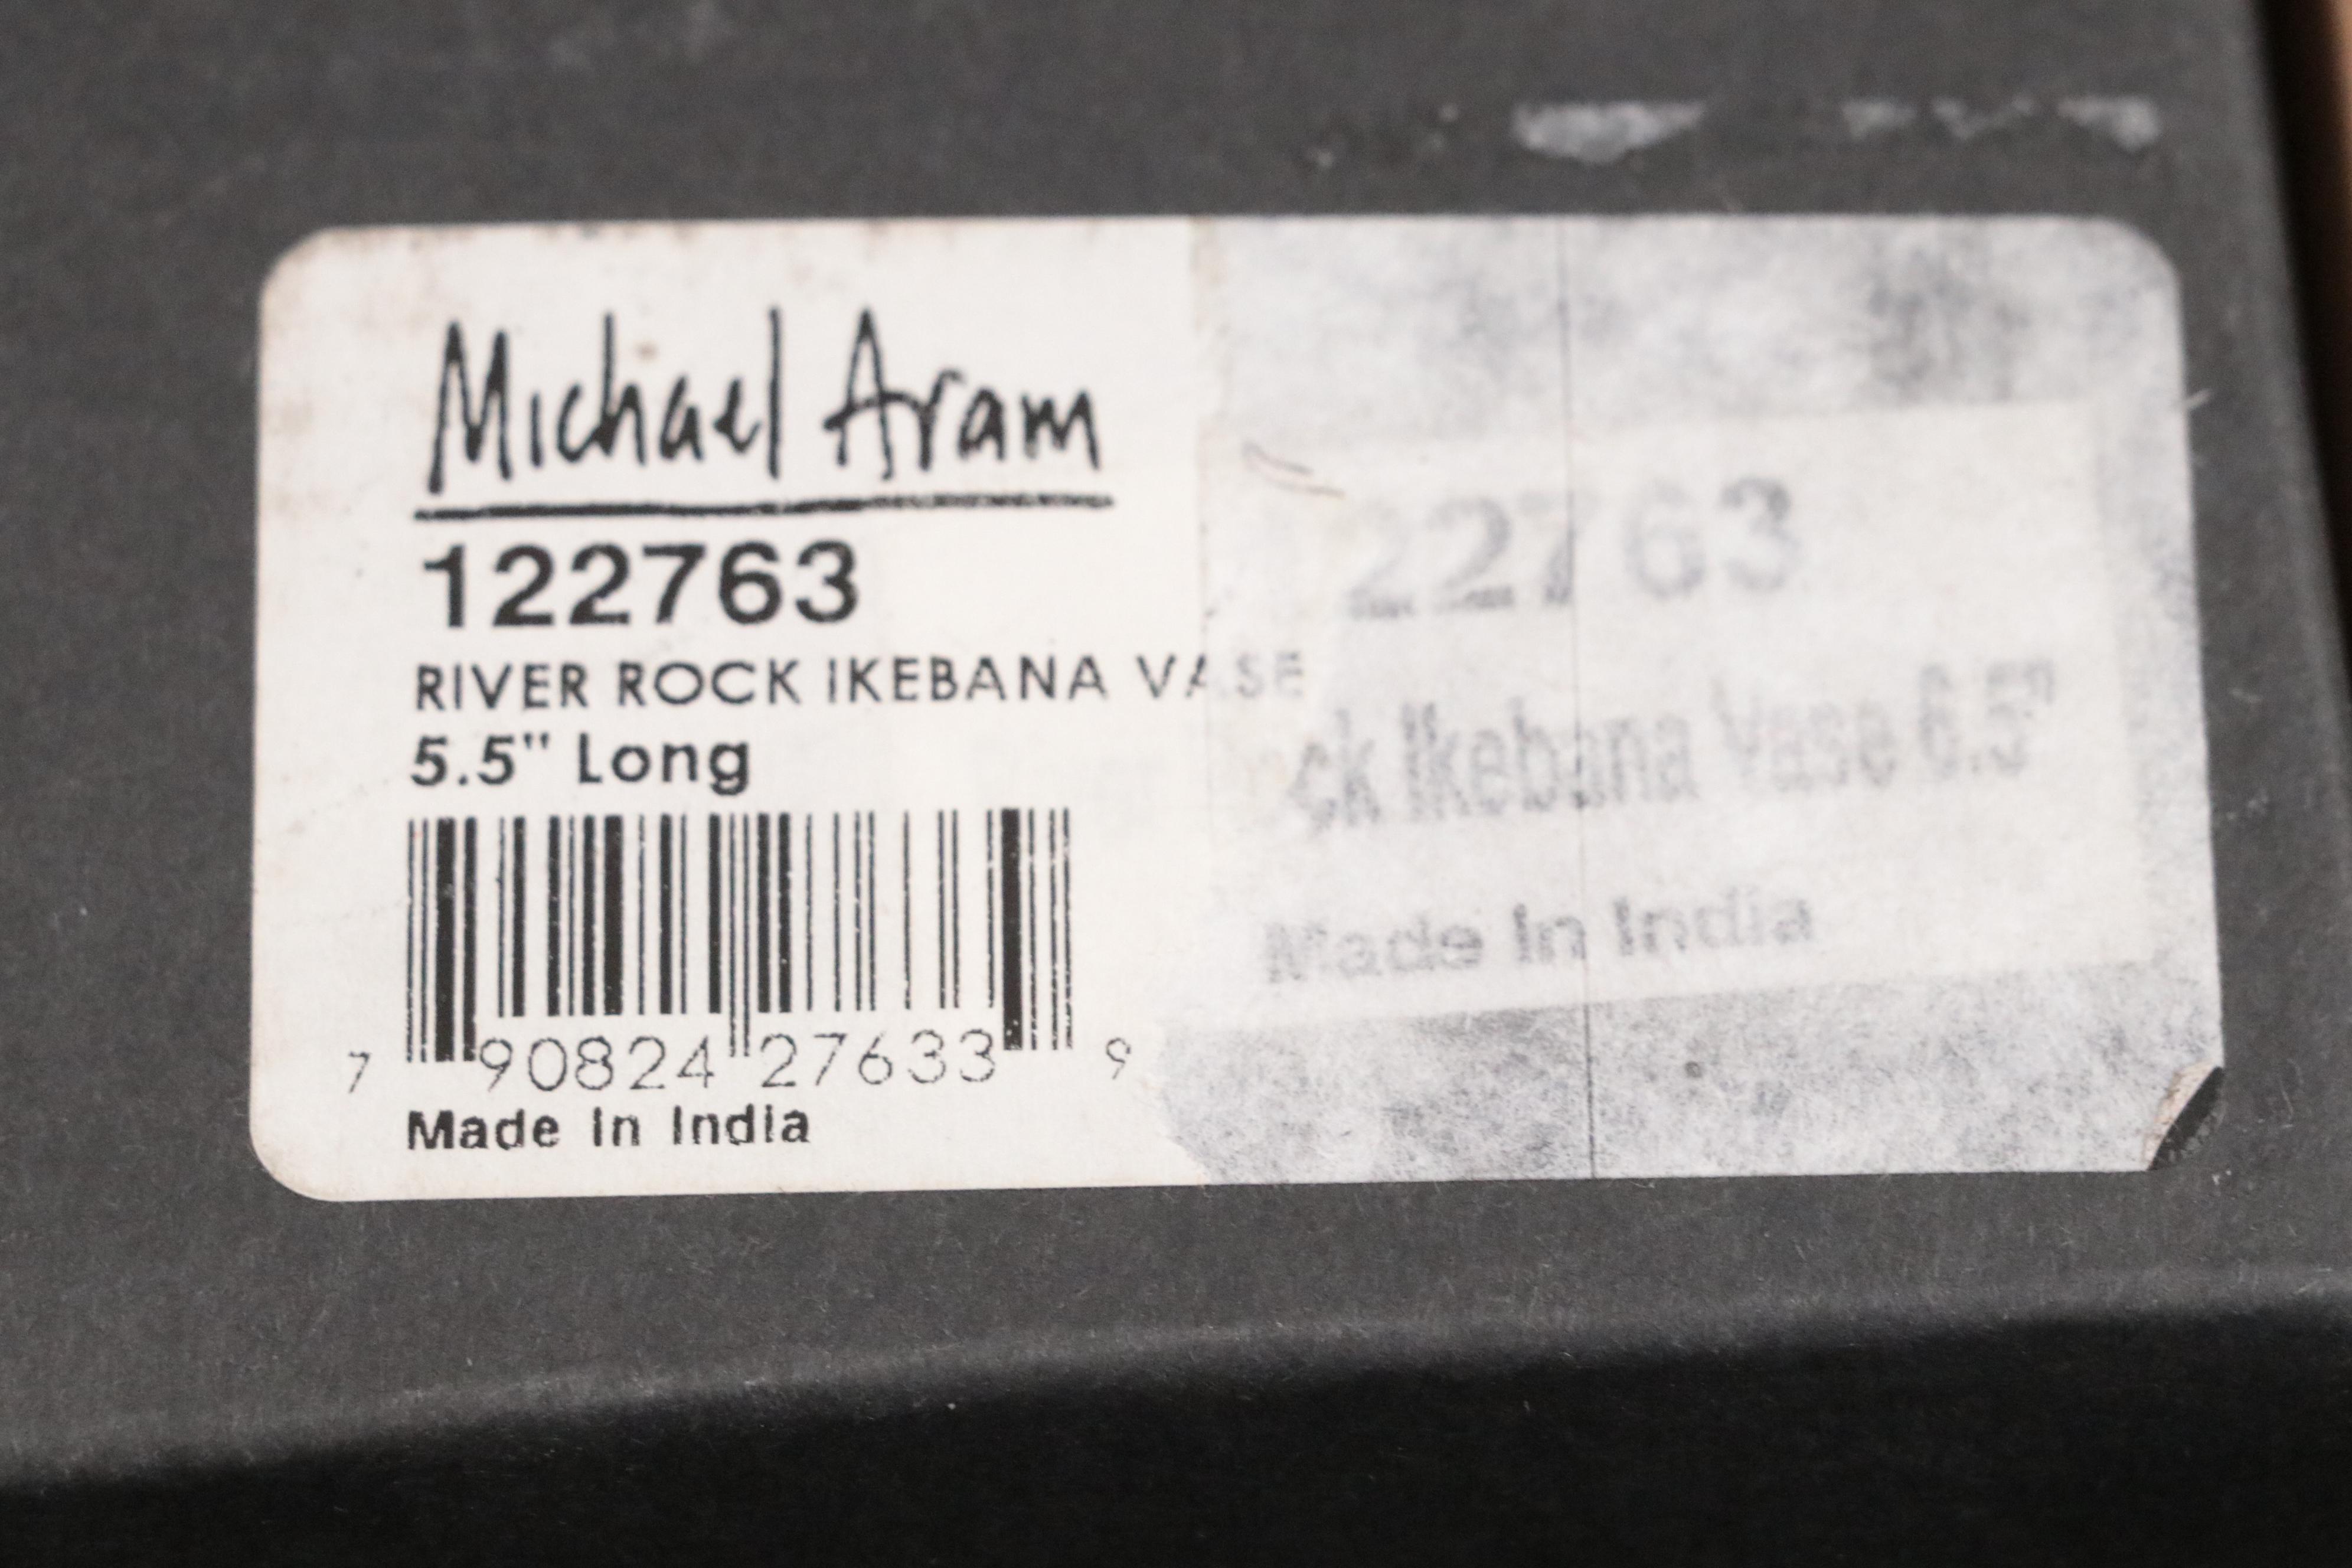 Michael Aram
122763
RIVER ROCK IKEBANA VASE
5.5" Long
7 90824 27633 9
Made In India
22763
ck Ikebana Vase 6.5"
Made In India